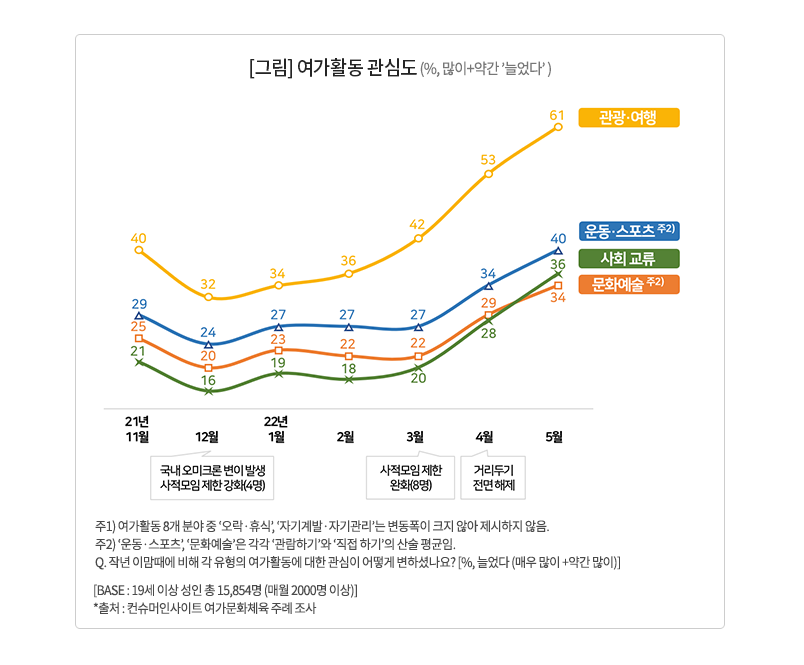 [그림] 여가활동 관심도 (%, 많이+약간 '늘었다' )
61
관광·여행
53
42
40
36
34
32
운동·스포츠 주2)
40
사회 교류
36
문화예술 주2)
34
34
29
27
27
27
24
29
28
25
23
22
22
20
21
19
18
20
16
21년
11월
12월
22년
1월
2월
3월
4월
5월
국내 오미크론 변이 발생
사적모임 제한 강화(4명)
사적모임 제한
완화(8명)
거리두기
전면 해제
주1) 여가활동 8개 분야 중 '오락·휴식', '자기계발·자기관리'는 변동폭이 크지 않아 제시하지 않음.
주2) '운동·스포츠', '문화예술'은 각각 '관람하기'와 '직접 하기'의 산술 평균임.
Q. 작년 이맘때에 비해 각 유형의 여가활동에 대한 관심이 어떻게 변하셨나요? [%, 늘었다 (매우 많이 +약간 많이)]
[BASE : 19세 이상 성인 총 15,854명 (매월 2000명 이상)]
*출처 : 컨슈머인사이트 여가문화체육 주례 조사